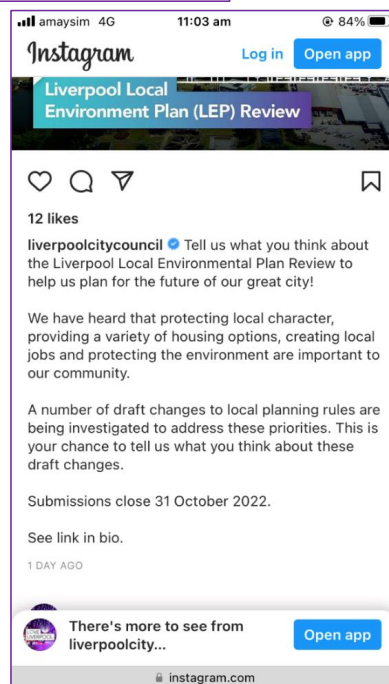 amaysim 4G 11:03 am 84%
Instagram Log in Open app
Liverpool Local
Environment Plan (LEP) Review
12 likes
liverpoolcitycouncil Tell us what you think about
the Liverpool Local Environmental Plan Review to
help us plan for the future of our great city!
We have heard that protecting local character,
providing a variety of housing options, creating local
jobs and protecting the environment are important to
our community.
A number of draft changes to local planning rules are
being investigated to address these priorities. This is
your chance to tell us what you think about these
draft changes.
Submissions close 31 October 2022.
See link in bio.
1 DAY AGO
There's more to see from
liverpoolcity...
Open app
instagram.com